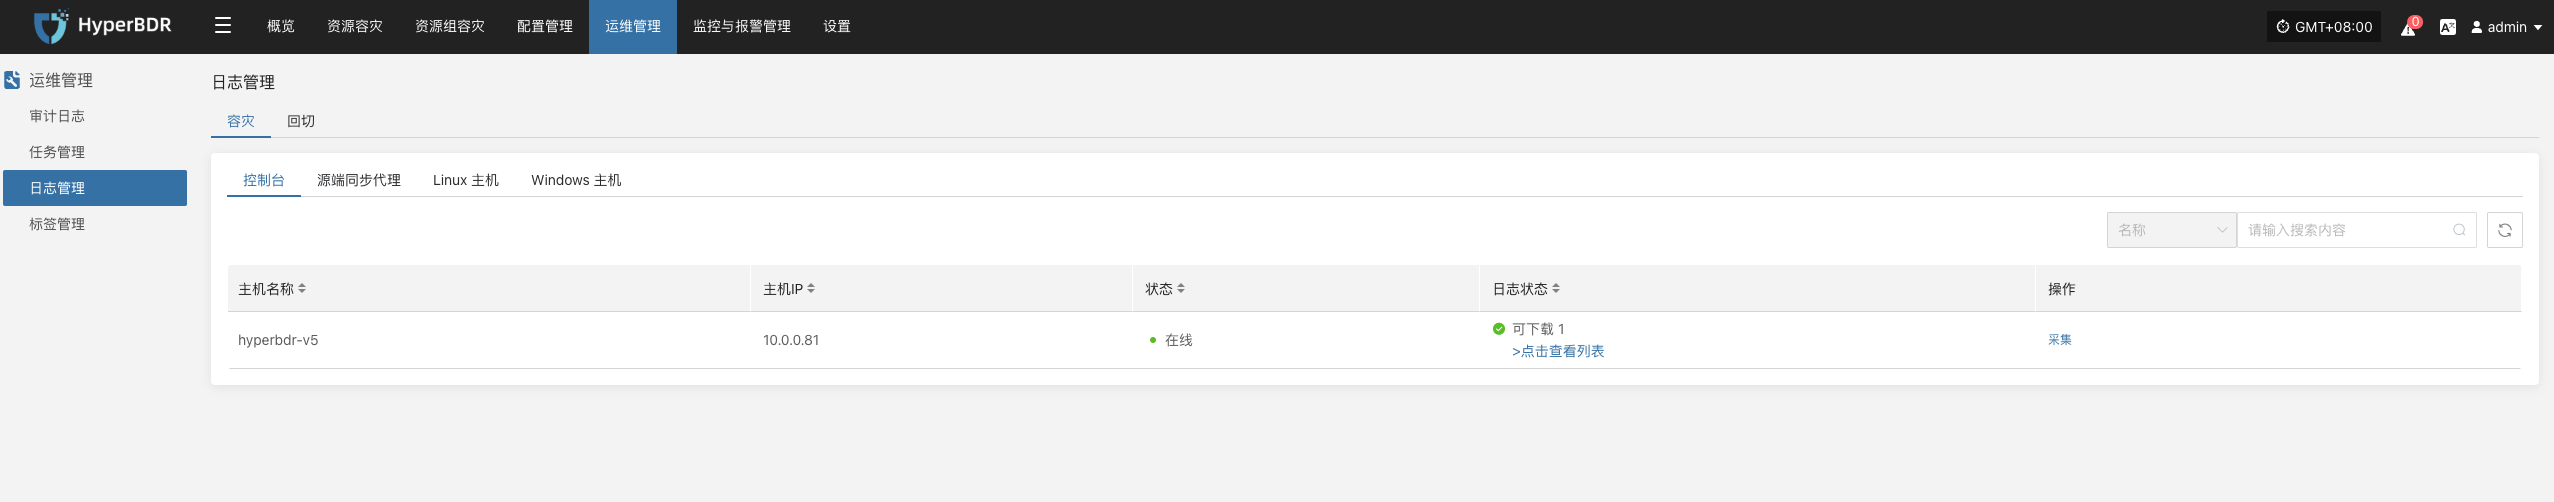 HyperBDR
概览 资源容灾 资源组容灾 配置管理 运维管理 监控与报警管理 设置
GMT+08:00 0 A admin
运维管理
审计日志
任务管理
日志管理
标签管理
日志管理
容灾 回切
控制台 源端同步代理 Linux 主机 Windows 主机
名称 请输入搜索内容
主机名称 主机IP 状态 日志状态 操作
hyperbdr-v5 10.0.0.81 在线 可下载 1 采集
>点击查看列表